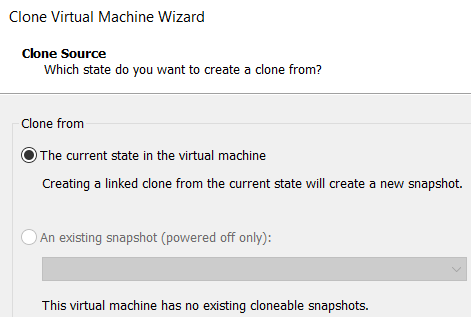 Clone Virtual Machine Wizard
Clone Source
Which state do you want to create a clone from?
Clone from
The current state in the virtual machine
Creating a linked clone from the current state will create a new snapshot.
An existing snapshot (powered off only):
This virtual machine has no existing cloneable snapshots.